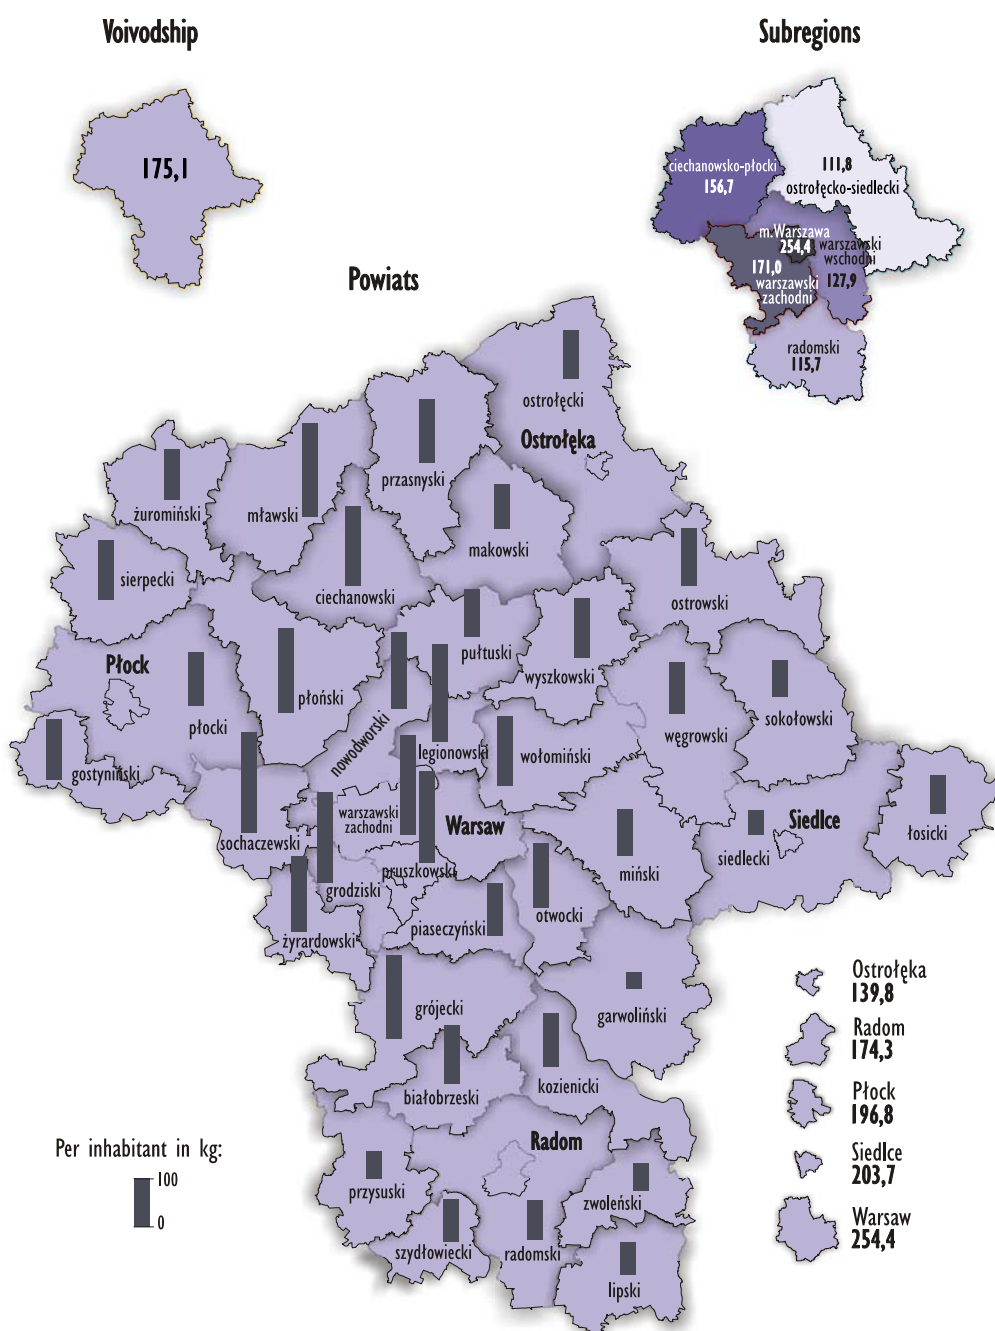 Voivodship
Subregions
175,1
ciechanowsko-płocki
156,7
111,8
ostrołęcko-siedlecki
m.Warszawa
254,4
warszawski
wschodni
127,9
171,0
warszawski
zachodni
radomski
115,7
Powiats
ostrołęcki
Ostrołęka
przasnyski
żuromiński
mławski
makowski
sierpecki
ciechanowski
ostrowski
pułtuski
wyszkowski
Płock
płocki
płoński
nowodworski
legionowski
wołomiński
węgrowski
sokołowski
gostyniński
sochaczewski
warszawski
zachodni
Warsaw
pruszkowski
grodziski
żyrardowski
piaseczyński
otwocki
miński
siedlecki
Siedlce
łosicki
grójecki
garwoliński
białobrzeski
kozienicki
Radom
przysuski
szydłowiecki
radomski
zwoleński
lipski
Per inhabitant in kg:
100
0
Ostrołęka
139,8
Radom
174,3
Płock
196,8
Siedlce
203,7
Warsaw
254,4